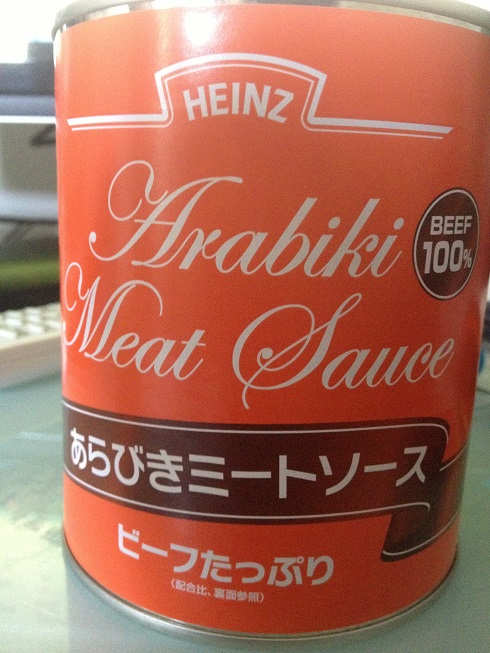 HEINZ
Arabiki
BEEF
100%
Meat Sauce
あらびきミートソース
ビーフたっぷり
(配合比、裏面参照)